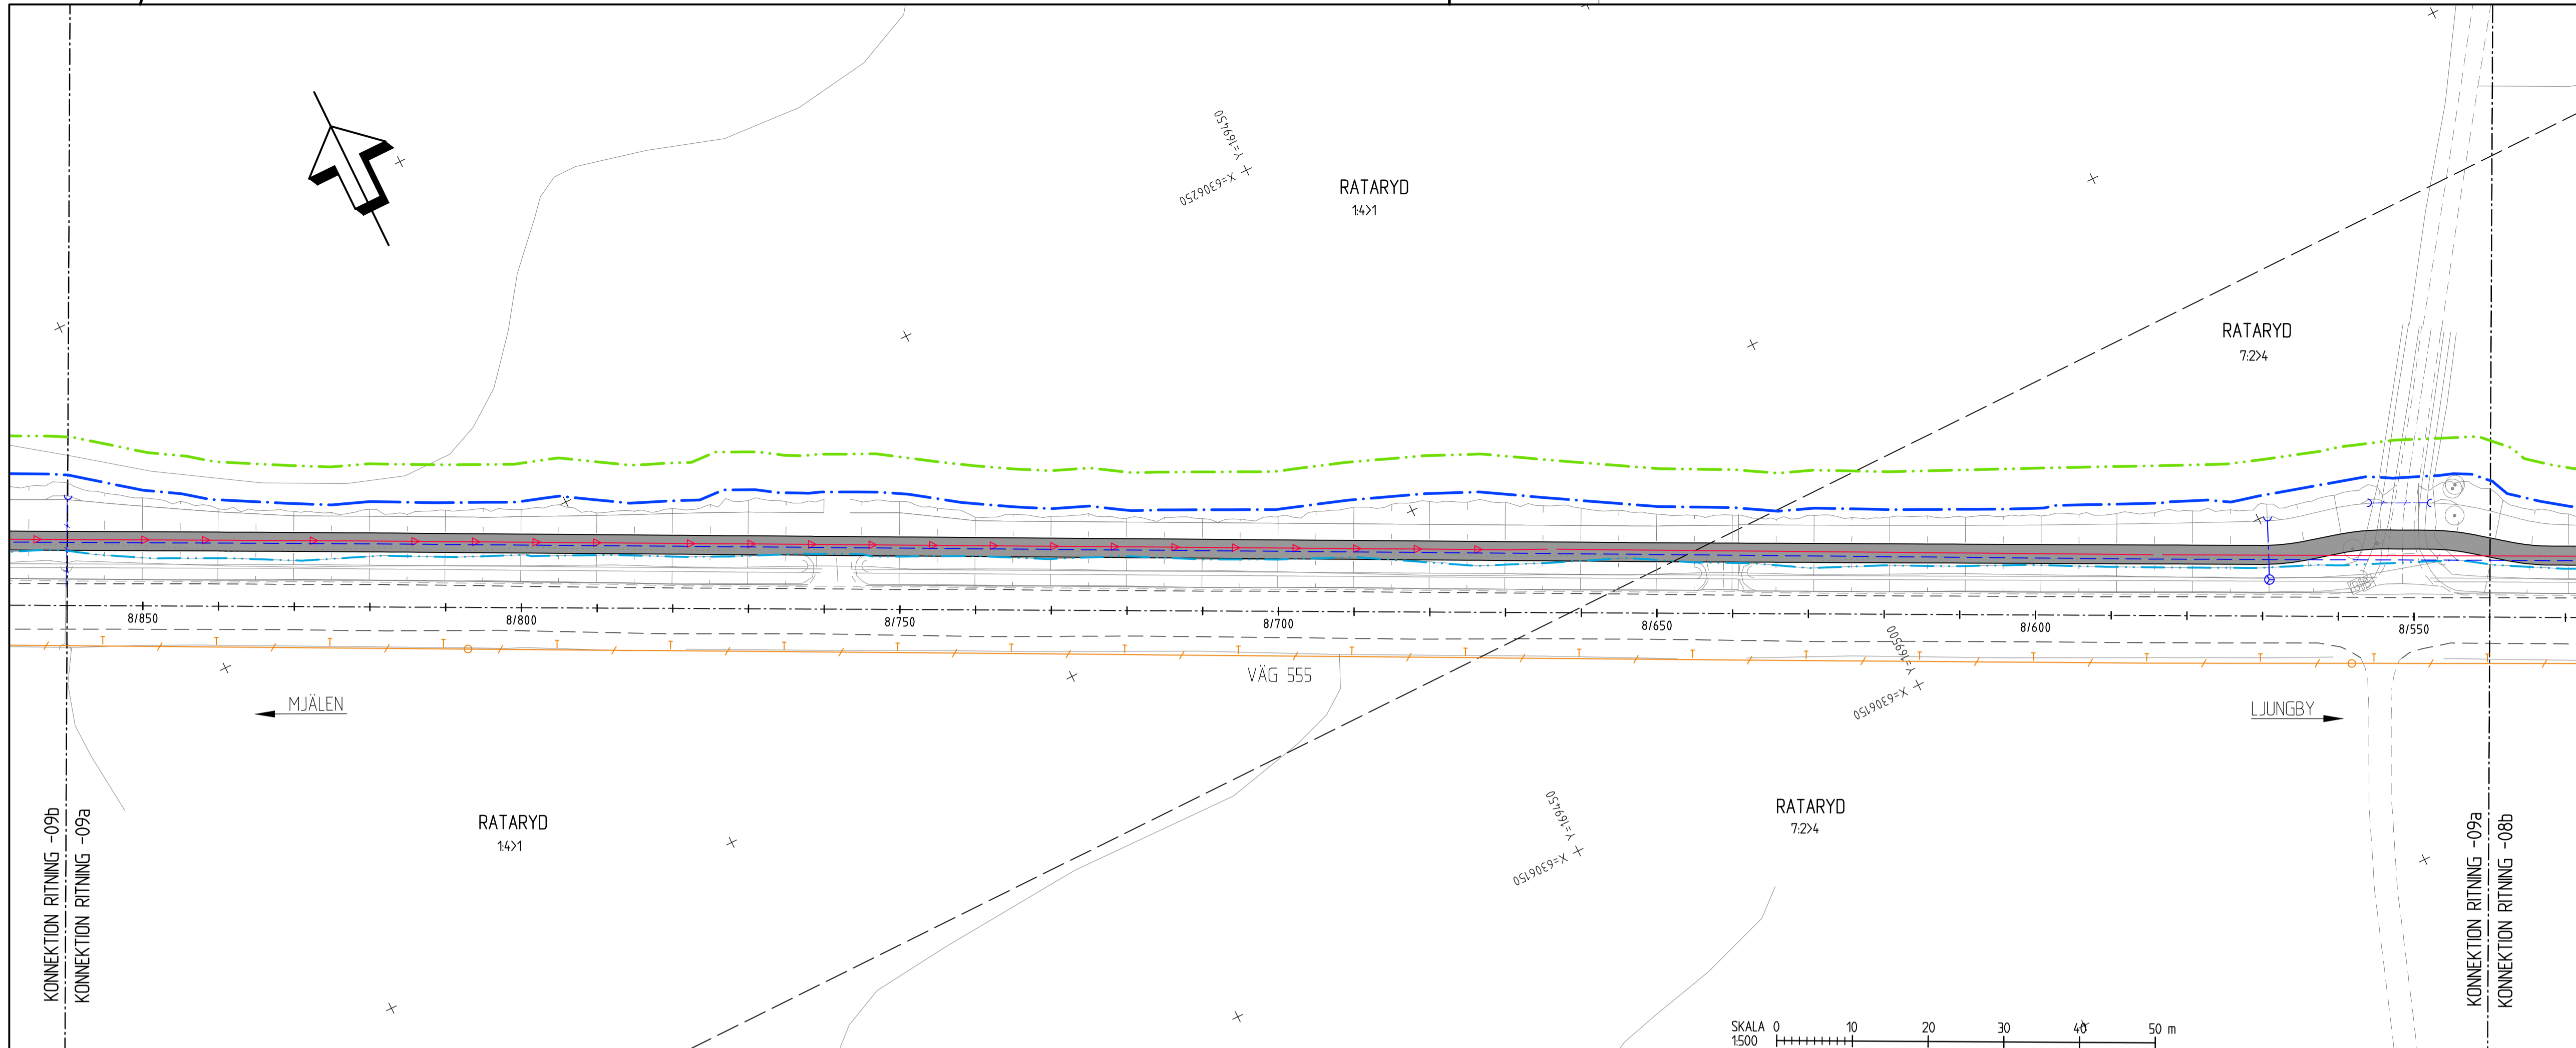 Y=169450
X=6306250
RATARYD
1:4>1
RATARYD
7:2>4
8/850
8/800
8/750
8/700
8/650
8/600
8/550
VÄG 555
MJÄLEN
LJUNGBY
Y=169500
X=6306150
Y=169450
X=6306150
RATARYD
1:4>1
RATARYD
7:2>4
KONNEKTION RITNING -09b
KONNEKTION RITNING -09a
KONNEKTION RITNING -09a
KONNEKTION RITNING -08b
SKALA 0 10 20 30 40 50 m
1:500